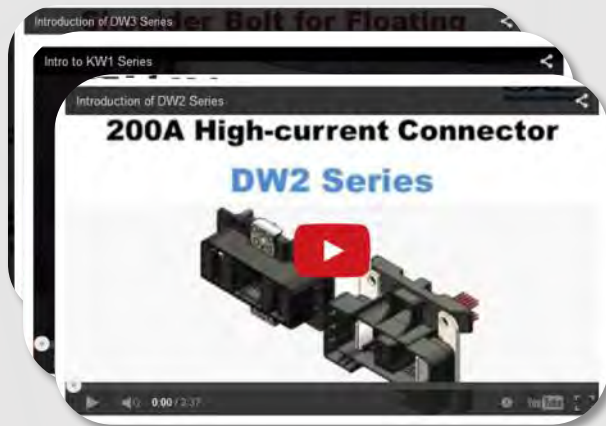 Introduction of DW3 Series
Bolt for Floating
Intro to KW1 Series
Introduction of DW2 Series
200A High-current Connector
DW2 Series
0:00 / 2:37
YouTube